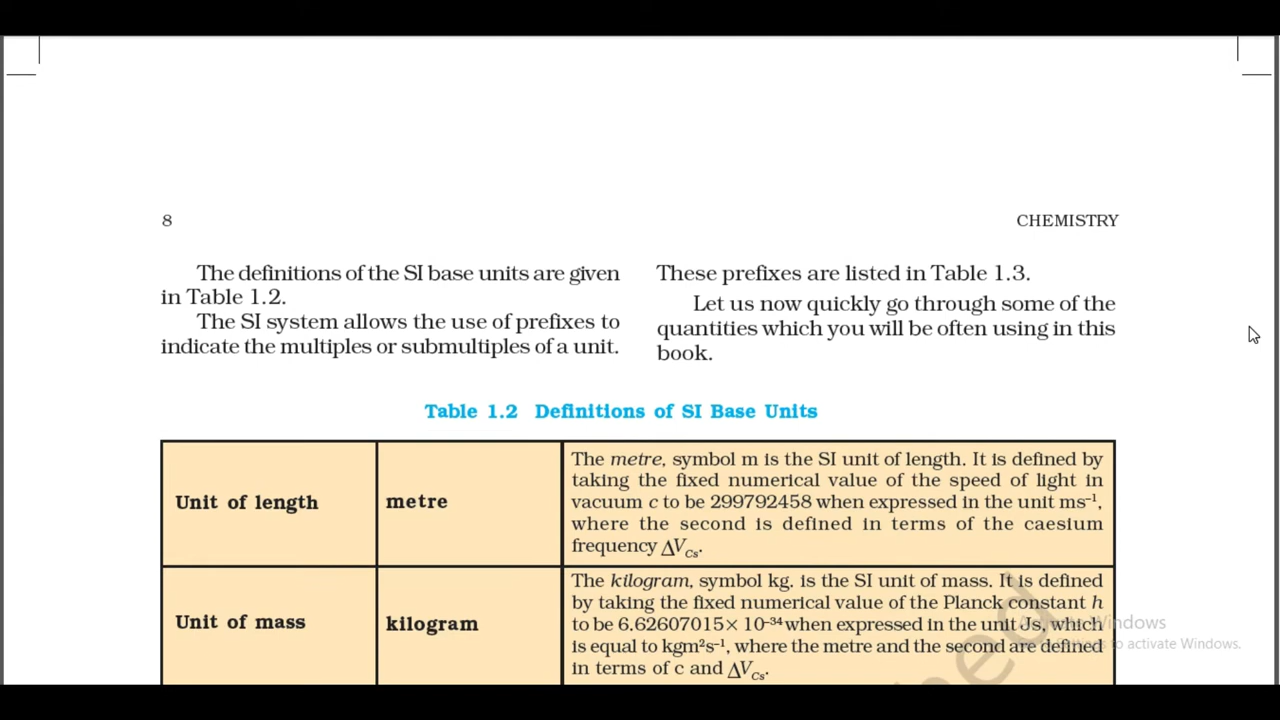 8
CHEMISTRY
The definitions of the SI base units are given
in Table 1.2.
The SI system allows the use of prefixes to
indicate the multiples or submultiples of a unit.
These prefixes are listed in Table 1.3.
Let us now quickly go through some of the
quantities which you will be often using in this
book.
Table 1.2 Definitions of SI Base Units
Unit of length
metre
The metre, symbol m is the SI unit of length. It is defined by
taking the fixed numerical value of the speed of light in
vacuum c to be 299792458 when expressed in the unit ms⁻¹,
where the second is defined in terms of the caesium
frequency ΔV_Cs.
Unit of mass
kilogram
The kilogram, symbol kg. is the SI unit of mass. It is defined
by taking the fixed numerical value of the Planck constant h
to be 6.62607015× 10⁻³⁴ when expressed in the unit Js, which
is equal to kgm²s⁻¹, where the metre and the second are defined
in terms of c and ΔV_Cs.
Windows
to activate Windows.